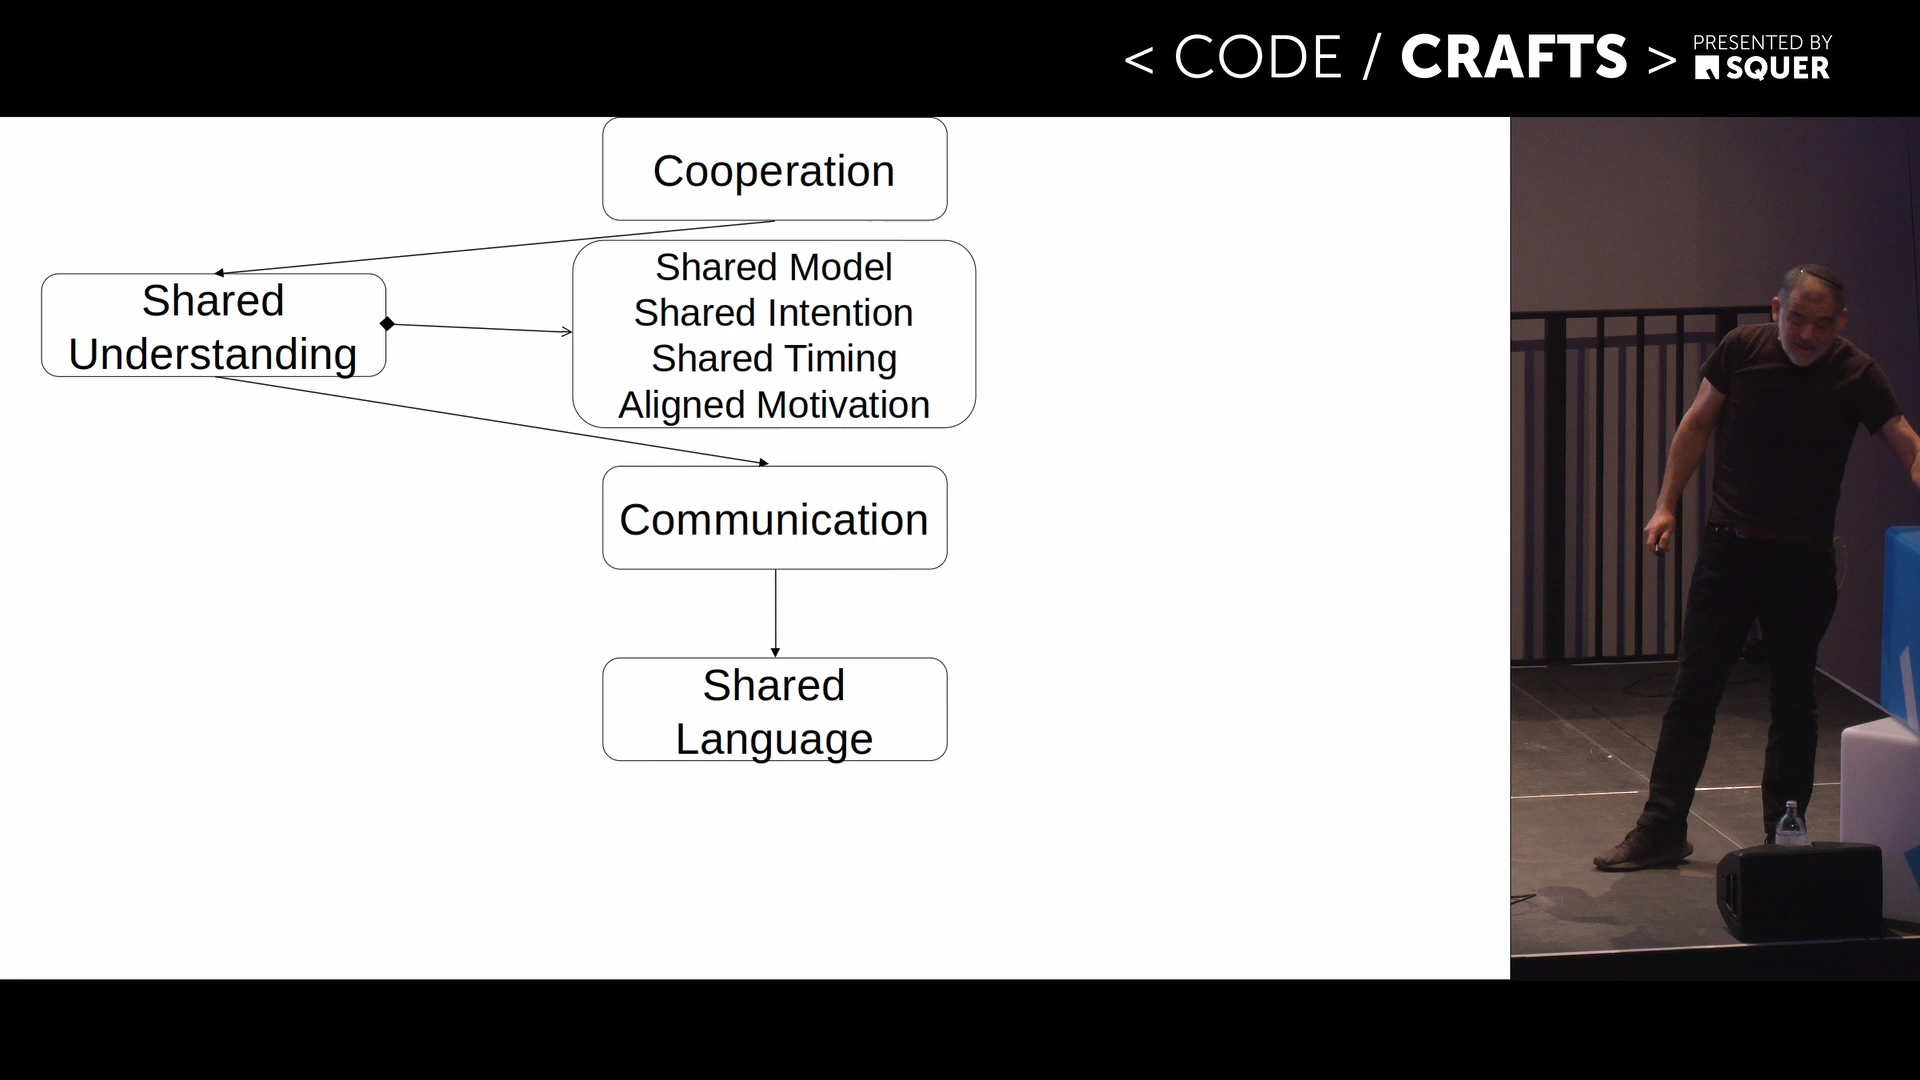 < CODE / CRAFTS >
PRESENTED BY
SQUER
Cooperation
Shared
Understanding
Shared Model
Shared Intention
Shared Timing
Aligned Motivation
Communication
Shared
Language